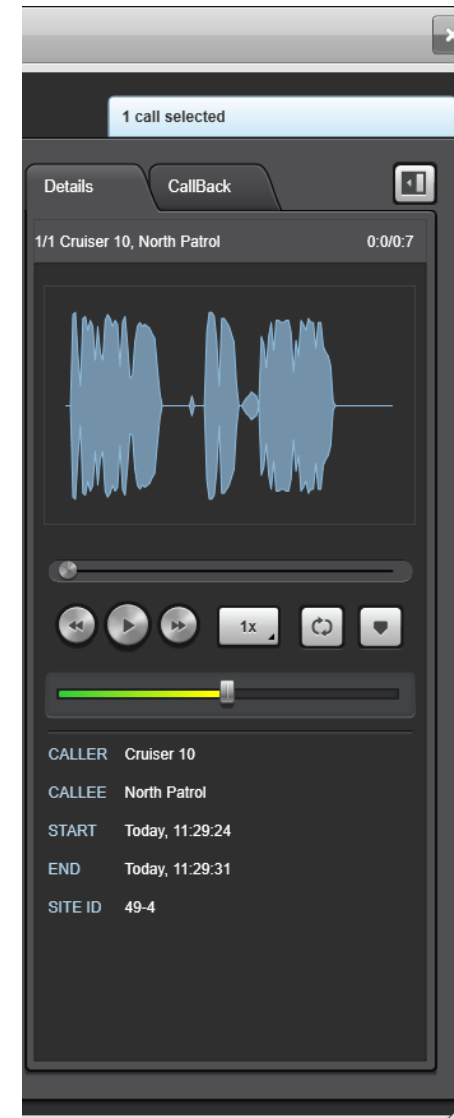 1 call selected
Details CallBack
1/1 Cruiser 10, North Patrol 0:0/0:7
1x
CALLER Cruiser 10
CALLEE North Patrol
START Today, 11:29:24
END Today, 11:29:31
SITE ID 49-4